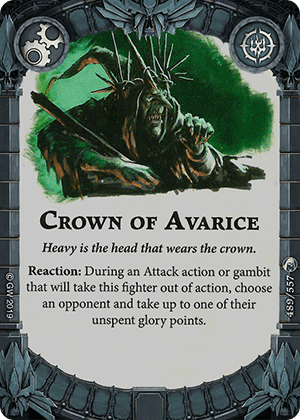 CROWN OF AVARICE
Heavy is the head that wears the crown.
Reaction: During an Attack action or gambit
that will take this fighter out of action, choose
an opponent and take up to one of their
unspent glory points.
© GW 2019
489/557